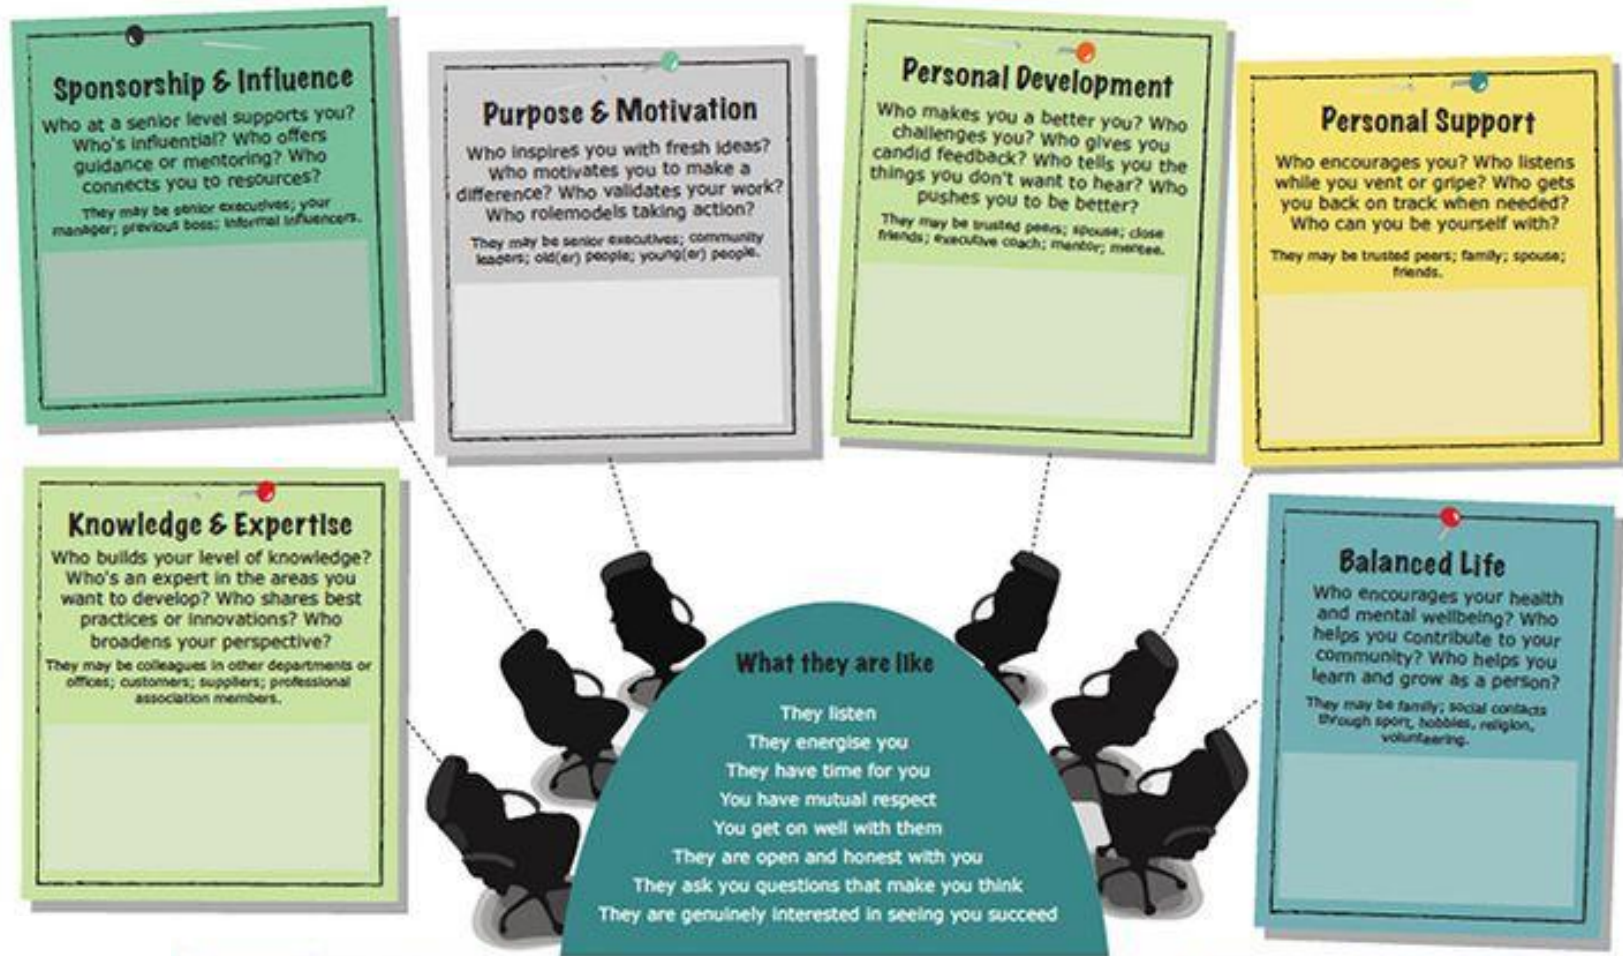 Sponsorship & Influence
Who at a senior level supports you?
Who's influential? Who offers
guidance or mentoring? Who
connects you to resources?
They may be senior executives; your
manager; previous boss; informal influencers.
Purpose & Motivation
Who inspires you with fresh ideas?
Who motivates you to make a
difference? Who validates your work?
Who rolemodels taking action?
They may be senior executives; community
leaders; old(er) people; young(er) people.
Personal Development
Who makes you a better you? Who
challenges you? Who gives you
candid feedback? Who tells you the
things you don't want to hear? Who
pushes you to be better?
They may be trusted peers; spouse; close
friends; executive coach; mentor; mentee.
Personal Support
Who encourages you? Who listens
while you vent or gripe? Who gets
you back on track when needed?
Who can you be yourself with?
They may be trusted peers; family; spouse;
friends.
Knowledge & Expertise
Who builds your level of knowledge?
Who's an expert in the areas you
want to develop? Who shares best
practices or innovations? Who
broadens your perspective?
They may be colleagues in other departments or
offices; customers; suppliers; professional
association members.
Balanced Life
Who encourages your health
and mental wellbeing? Who
helps you contribute to your
community? Who helps you
learn and grow as a person?
They may be family; social contacts
through sport, hobbies, religion,
volunteering.
What they are like
They listen
They energise you
They have time for you
You have mutual respect
You get on well with them
They are open and honest with you
They ask you questions that make you think
They are genuinely interested in seeing you succeed